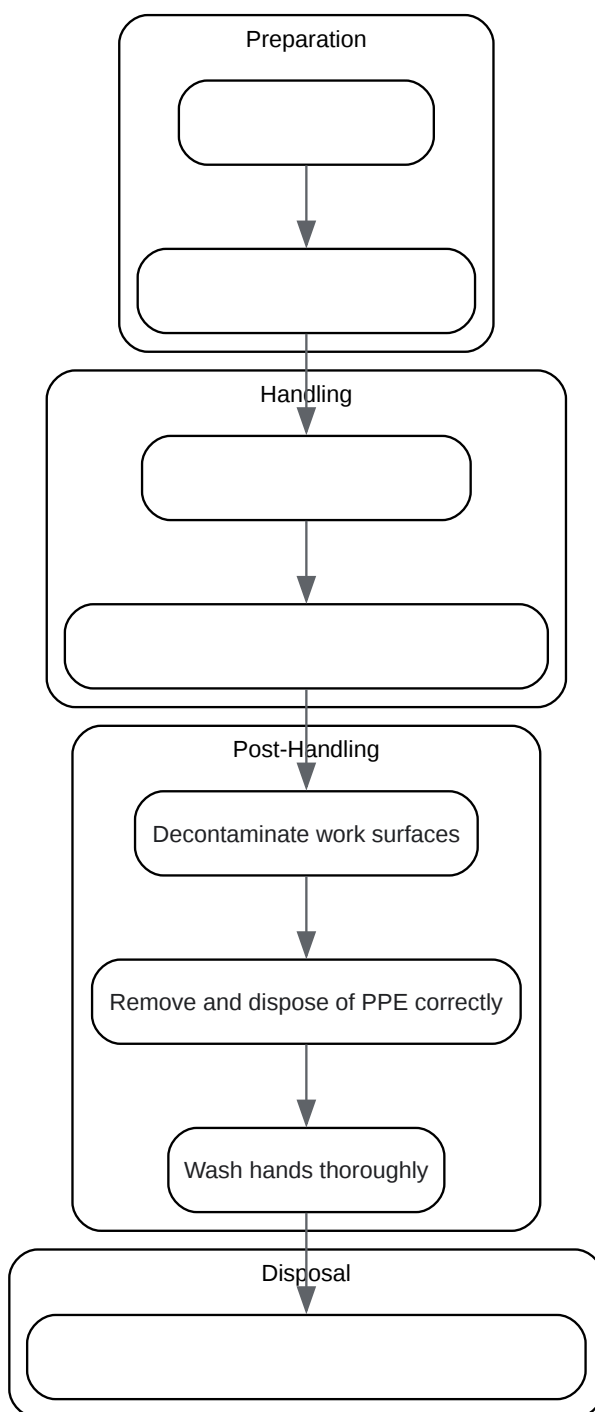 Preparation
Handling
Post-Handling
Decontaminate work surfaces
Remove and dispose of PPE correctly
Wash hands thoroughly
Disposal